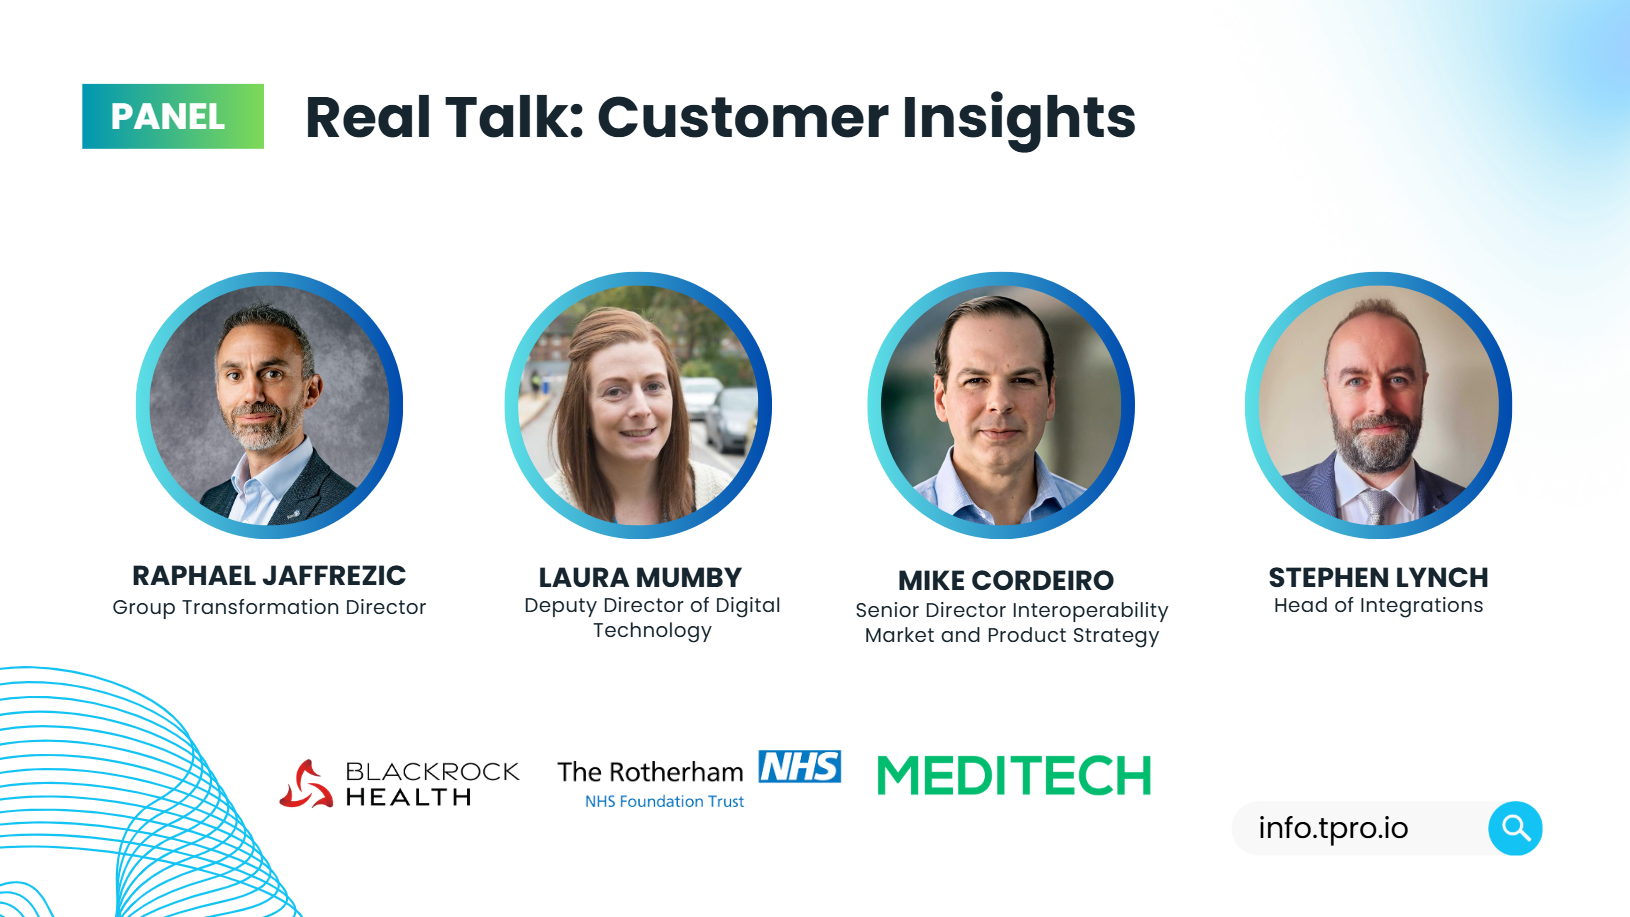 PANEL
Real Talk: Customer Insights
RAPHAEL JAFFREZIC
Group Transformation Director
LAURA MUMBY
Deputy Director of Digital
Technology
MIKE CORDEIRO
Senior Director Interoperability
Market and Product Strategy
STEPHEN LYNCH
Head of Integrations
BLACKROCK
HEALTH
The Rotherham NHS
NHS Foundation Trust
MEDITECH
info.tpro.io